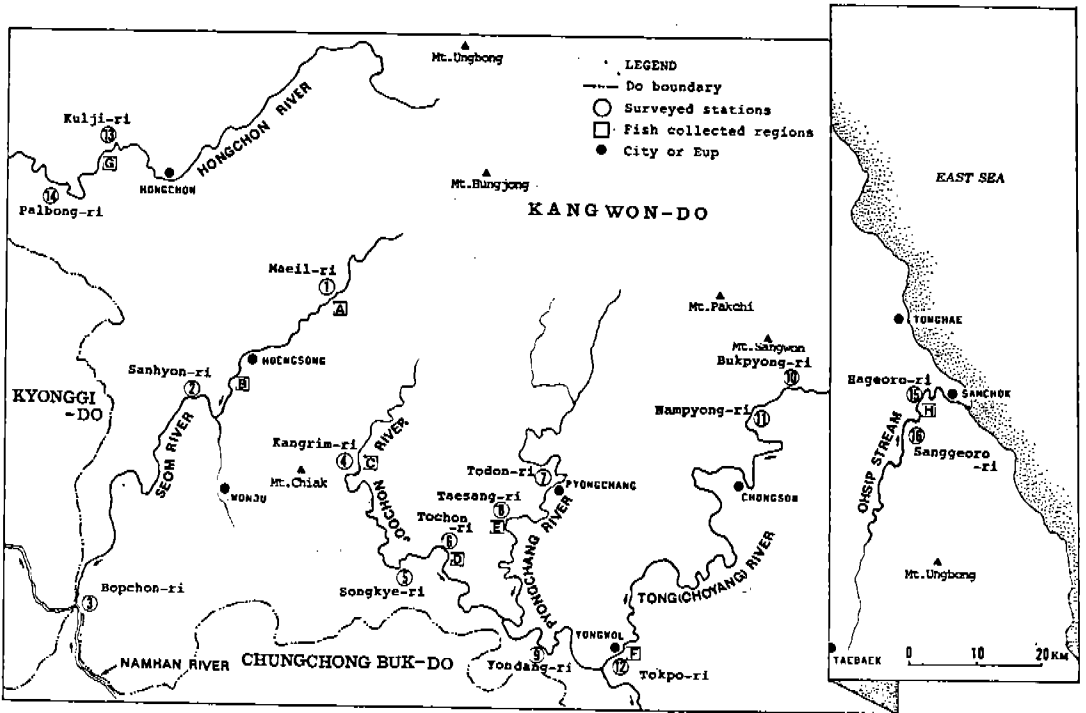 Mt.Ungbong
LEGEND
Do boundary
Surveyed stations
Fish collected regions
City or Eup
Kulji-ri
13
G
HONGCHON
HONGCHON RIVER
14
Palbong-ri
Mt.Hungjong
KANGWON-DO
EAST SEA
Maeil-ri
1
A
HOENGSONG
Sanhyon-ri
2
B
KYONGGI
-DO
SEOM RIVER
WONJU
Bopchon-ri
3
NAMHAN RIVER
CHUNGCHONG BUK-DO
Kangrim-ri
4
C
Mt.Chiak
JOOCHON RIVER
Songkye-ri
5
Tochon
-ri
6
D
Todon-ri
7
PYONGCHANG
Taesang-ri
8
E
PYONGCHANG RIVER
Yondang-ri
9
YONGWOL
F
12
Tokpo-ri
TONG(CHOYANG) RIVER
CHONGSON
Mt.Pakchi
Mt.Sangwon
Bukpyong-ri
10
Nampyong-ri
11
TONGHAE
Hageoro-ri
15
SAMCHOK
H
16
Sanggeoro
-ri
OHSIP STREAM
Mt.Ungbong
TAEBAEK
0 10 20 KM